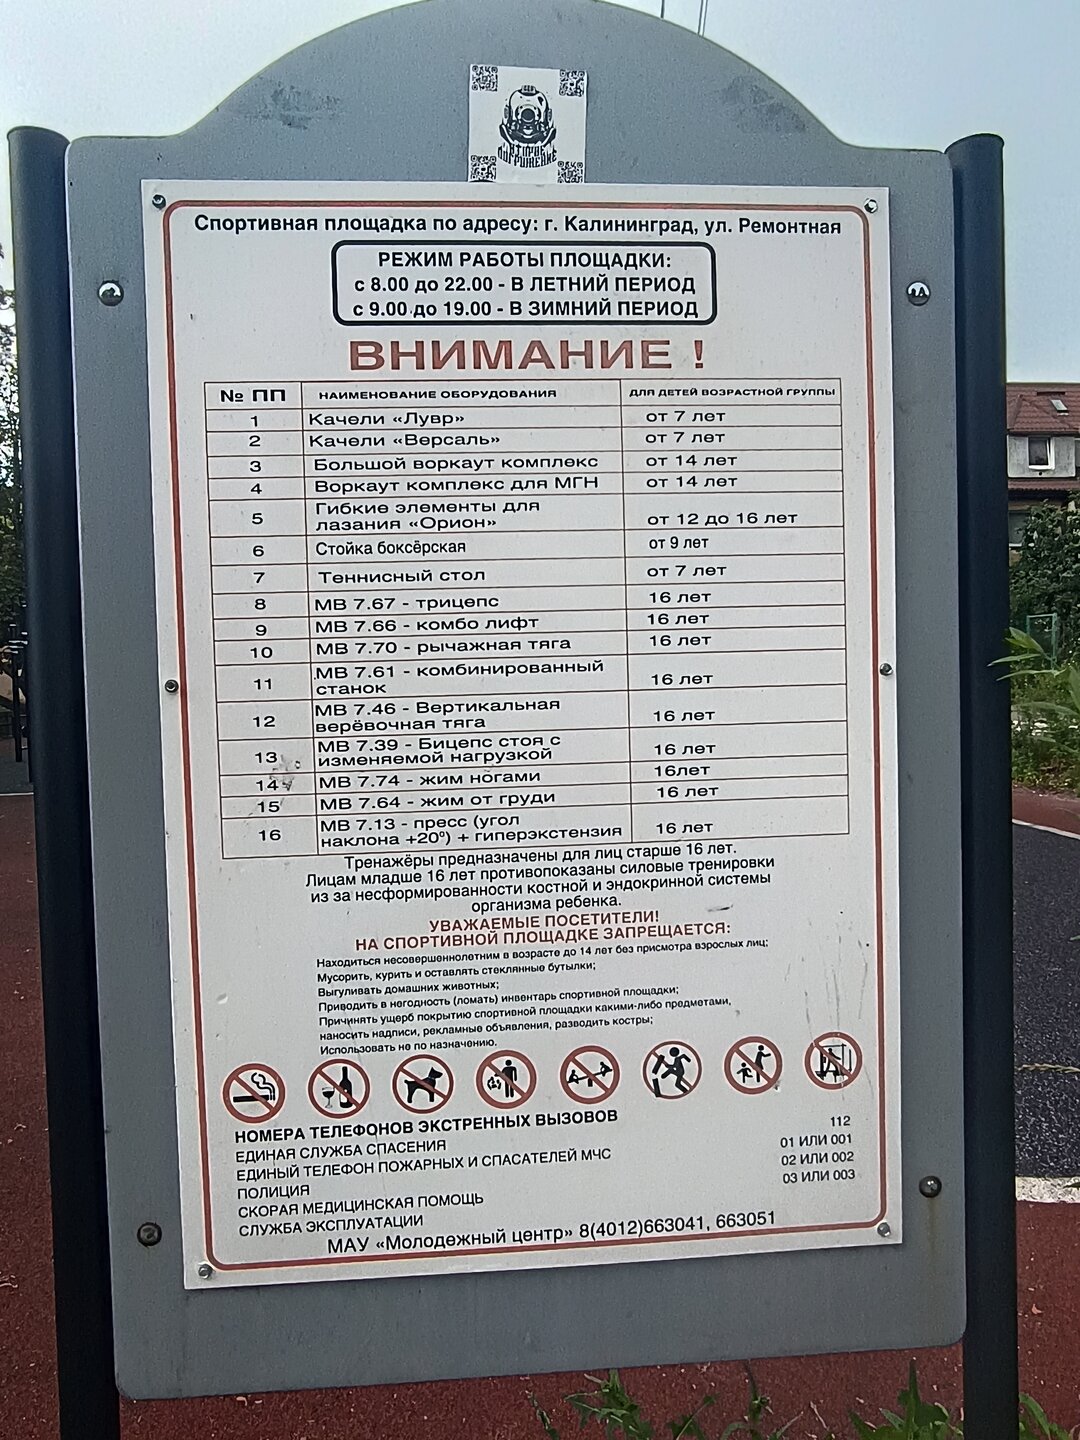 ВТОРОЕ
ПОГРУЖЕНИЕ
Спортивная площадка по адресу: г. Калининград, ул. Ремонтная
РЕЖИМ РАБОТЫ ПЛОЩАДКИ:
с 8.00 до 22.00 - В ЛЕТНИЙ ПЕРИОД
с 9.00 до 19.00 - В ЗИМНИЙ ПЕРИОД
ВНИМАНИЕ !
№ ПП НАИМЕНОВАНИЕ ОБОРУДОВАНИЯ ДЛЯ ДЕТЕЙ ВОЗРАСТНОЙ ГРУППЫ
1 Качели «Лувр» от 7 лет
2 Качели «Версаль» от 7 лет
3 Большой воркаут комплекс от 14 лет
4 Воркаут комплекс для МГН от 14 лет
5 Гибкие элементы для
лазания «Орион» от 12 до 16 лет
6 Стойка боксёрская от 9 лет
7 Теннисный стол от 7 лет
8 МВ 7.67 - трицепс 16 лет
9 МВ 7.66 - комбо лифт 16 лет
10 МВ 7.70 - рычажная тяга 16 лет
11 МВ 7.61 - комбинированный
станок 16 лет
12 МВ 7.46 - Вертикальная
верёвочная тяга 16 лет
13 МВ 7.39 - Бицепс стоя с
изменяемой нагрузкой 16 лет
14 МВ 7.74 - жим ногами 16лет
15 МВ 7.64 - жим от груди 16 лет
16 МВ 7.13 - пресс (угол
наклона +20º) + гиперэкстензия 16 лет
Тренажёры предназначены для лиц старше 16 лет.
Лицам младше 16 лет противопоказаны силовые тренировки
из за несформированности костной и эндокринной системы
организма ребенка.
УВАЖАЕМЫЕ ПОСЕТИТЕЛИ!
НА СПОРТИВНОЙ ПЛОЩАДКЕ ЗАПРЕЩАЕТСЯ:
Находиться несовершеннолетним в возрасте до 14 лет без присмотра взрослых лиц;
Мусорить, курить и оставлять стеклянные бутылки;
Выгуливать домашних животных;
Приводить в негодность (ломать) инвентарь спортивной площадки;
Причинять ущерб покрытию спортивной площадки какими-либо предметами,
наносить надписи, рекламные объявления, разводить костры;
Использовать не по назначению.
НОМЕРА ТЕЛЕФОНОВ ЭКСТРЕННЫХ ВЫЗОВОВ
ЕДИНАЯ СЛУЖБА СПАСЕНИЯ 112
ЕДИНЫЙ ТЕЛЕФОН ПОЖАРНЫХ И СПАСАТЕЛЕЙ МЧС 01 ИЛИ 001
ПОЛИЦИЯ 02 ИЛИ 002
СКОРАЯ МЕДИЦИНСКАЯ ПОМОЩЬ 03 ИЛИ 003
СЛУЖБА ЭКСПЛУАТАЦИИ
МАУ «Молодежный центр» 8(4012)663041, 663051